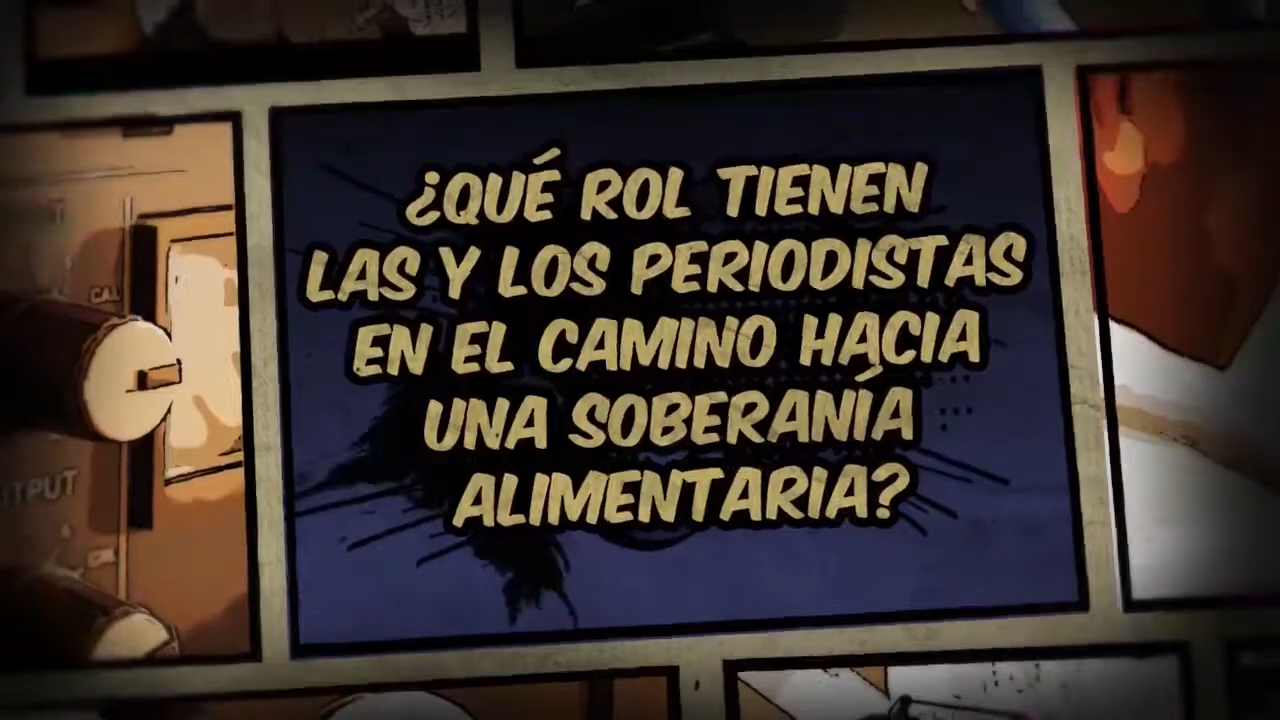 ¿QUÉ ROL TIENEN
LAS Y LOS PERIODISTAS
EN EL CAMINO HACIA
UNA SOBERANÍA
ALIMENTARIA?